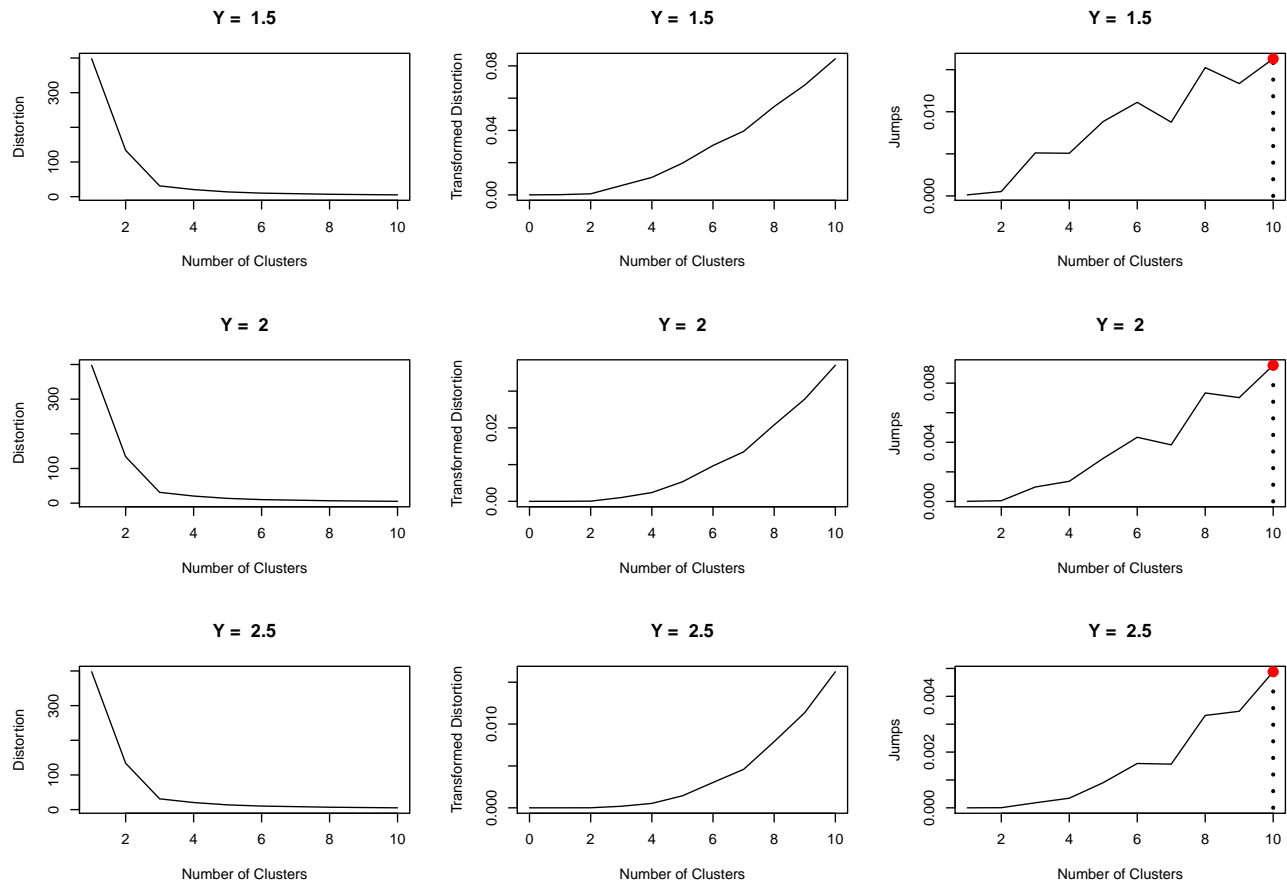 Y = 1.5
Distortion
0 100 300
2 4 6 8 10
Number of Clusters
Y = 1.5
Transformed Distortion
0.00 0.04 0.08
0 2 4 6 8 10
Number of Clusters
Y = 1.5
Jumps
0.000 0.010
2 4 6 8 10
Number of Clusters
Y = 2
Distortion
0 100 300
2 4 6 8 10
Number of Clusters
Y = 2
Transformed Distortion
0.00 0.02
0 2 4 6 8 10
Number of Clusters
Y = 2
Jumps
0.000 0.004 0.008
2 4 6 8 10
Number of Clusters
Y = 2.5
Distortion
0 100 300
2 4 6 8 10
Number of Clusters
Y = 2.5
Transformed Distortion
0.000 0.010
0 2 4 6 8 10
Number of Clusters
Y = 2.5
Jumps
0.000 0.002 0.004
2 4 6 8 10
Number of Clusters